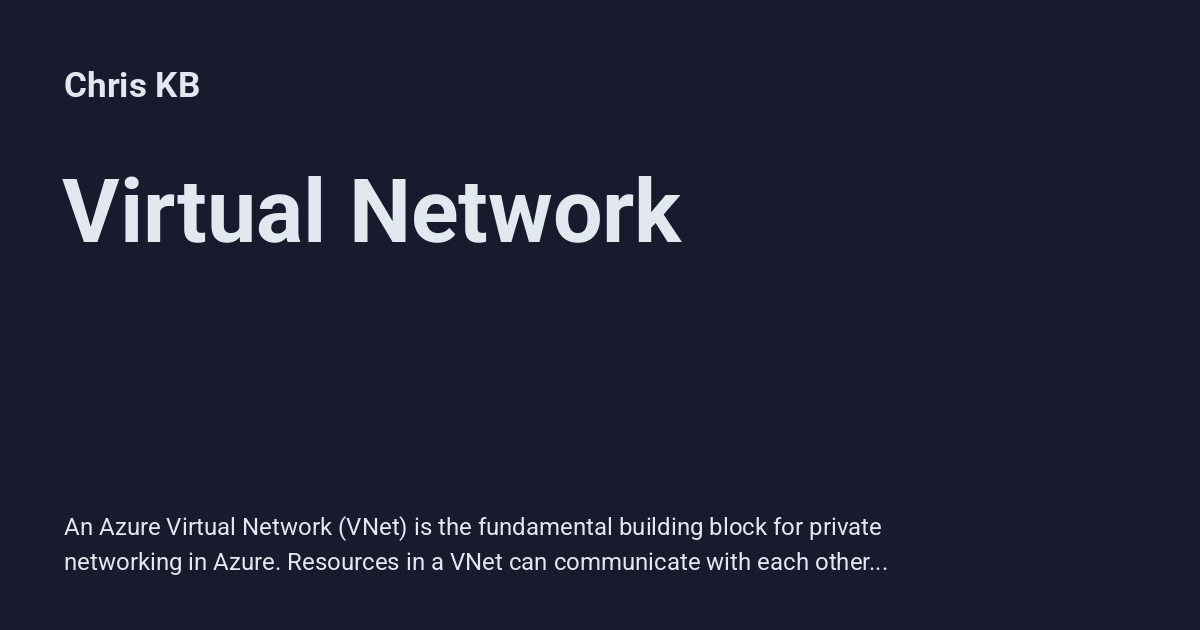 Chris KB
Virtual Network
An Azure Virtual Network (VNet) is the fundamental building block for private
networking in Azure. Resources in a VNet can communicate with each other...